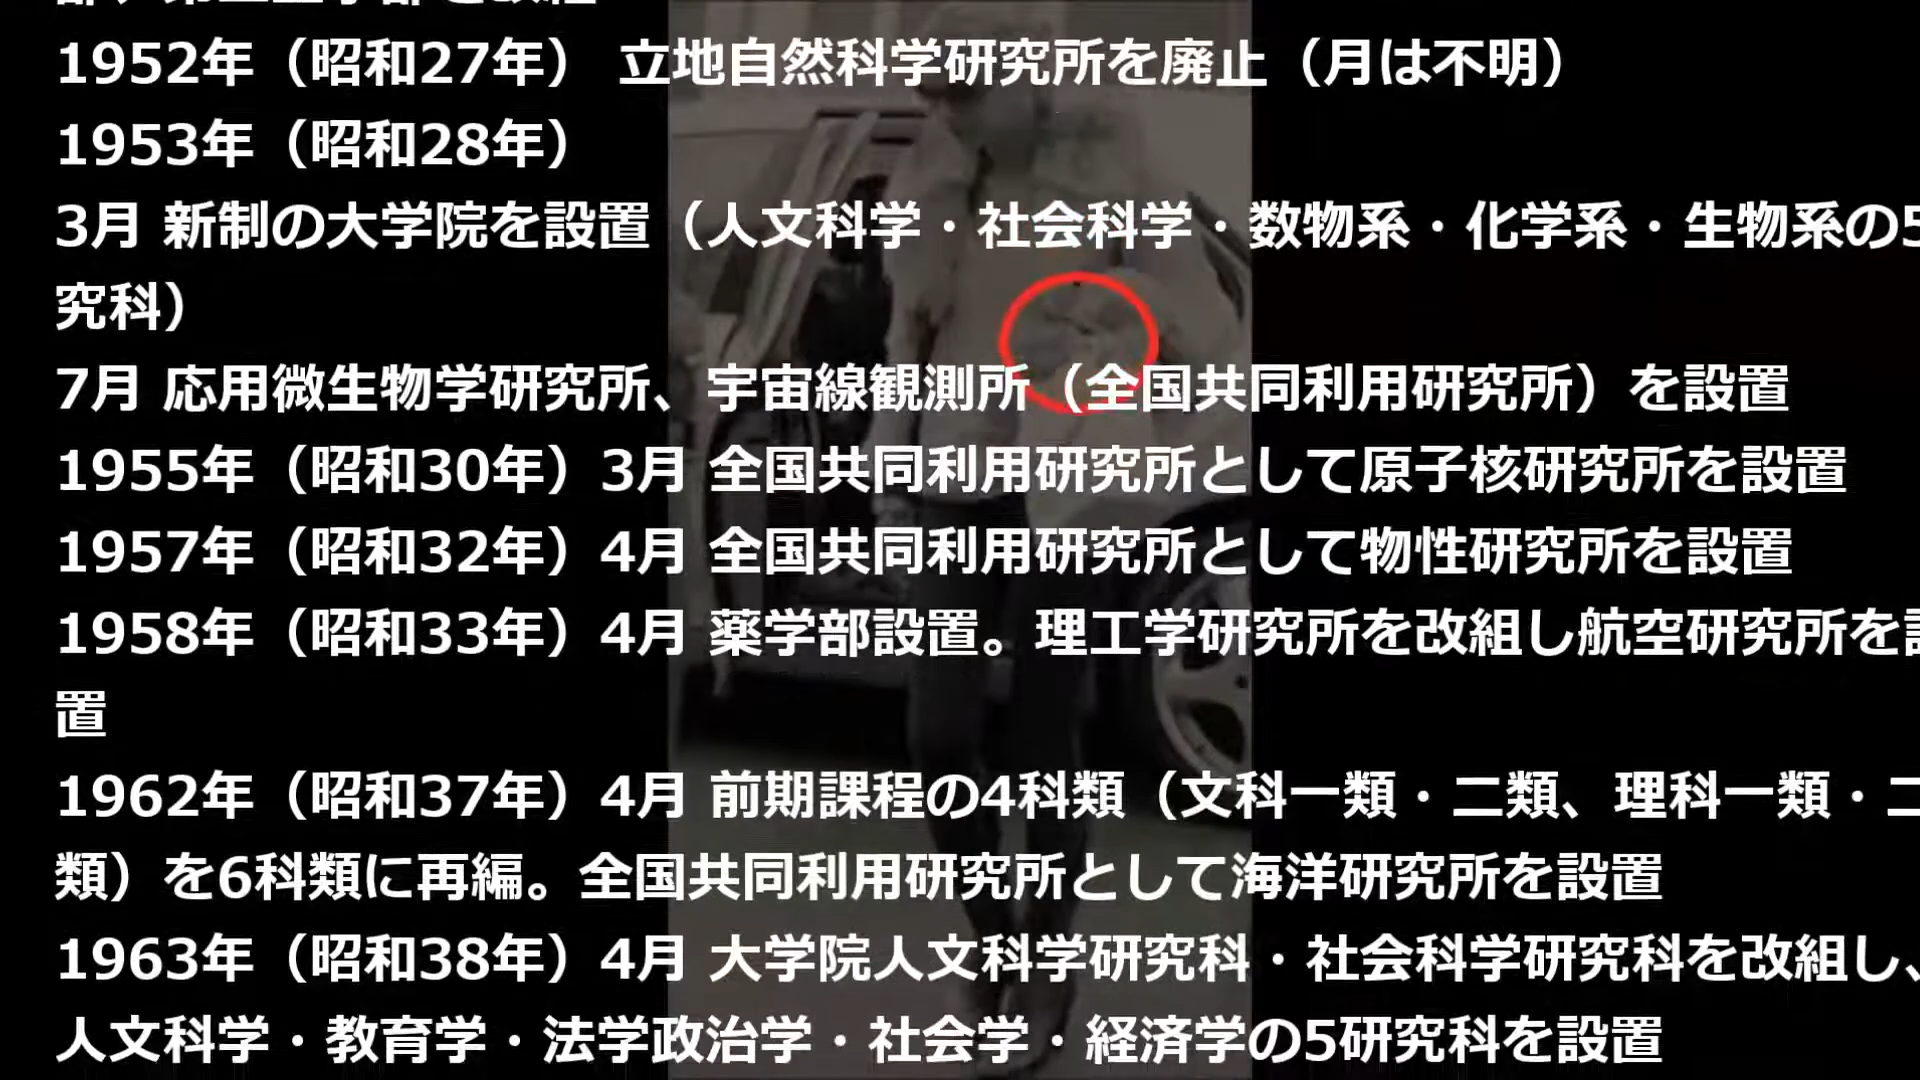 1952年（昭和27年） 立地自然科学研究所を廃止（月は不明）
1953年（昭和28年）
3月 新制の大学院を設置（人文科学・社会科学・数物系・化学系・生物系の5
究科）
7月 応用微生物学研究所、宇宙線観測所（全国共同利用研究所）を設置
1955年（昭和30年）3月 全国共同利用研究所として原子核研究所を設置
1957年（昭和32年）4月 全国共同利用研究所として物性研究所を設置
1958年（昭和33年）4月 薬学部設置。理工学研究所を改組し航空研究所を設
置
1962年（昭和37年）4月 前期課程の4科類（文科一類・二類、理科一類・二
類）を6科類に再編。全国共同利用研究所として海洋研究所を設置
1963年（昭和38年）4月 大学院人文科学研究科・社会科学研究科を改組し、
人文科学・教育学・法学政治学・社会学・経済学の5研究科を設置